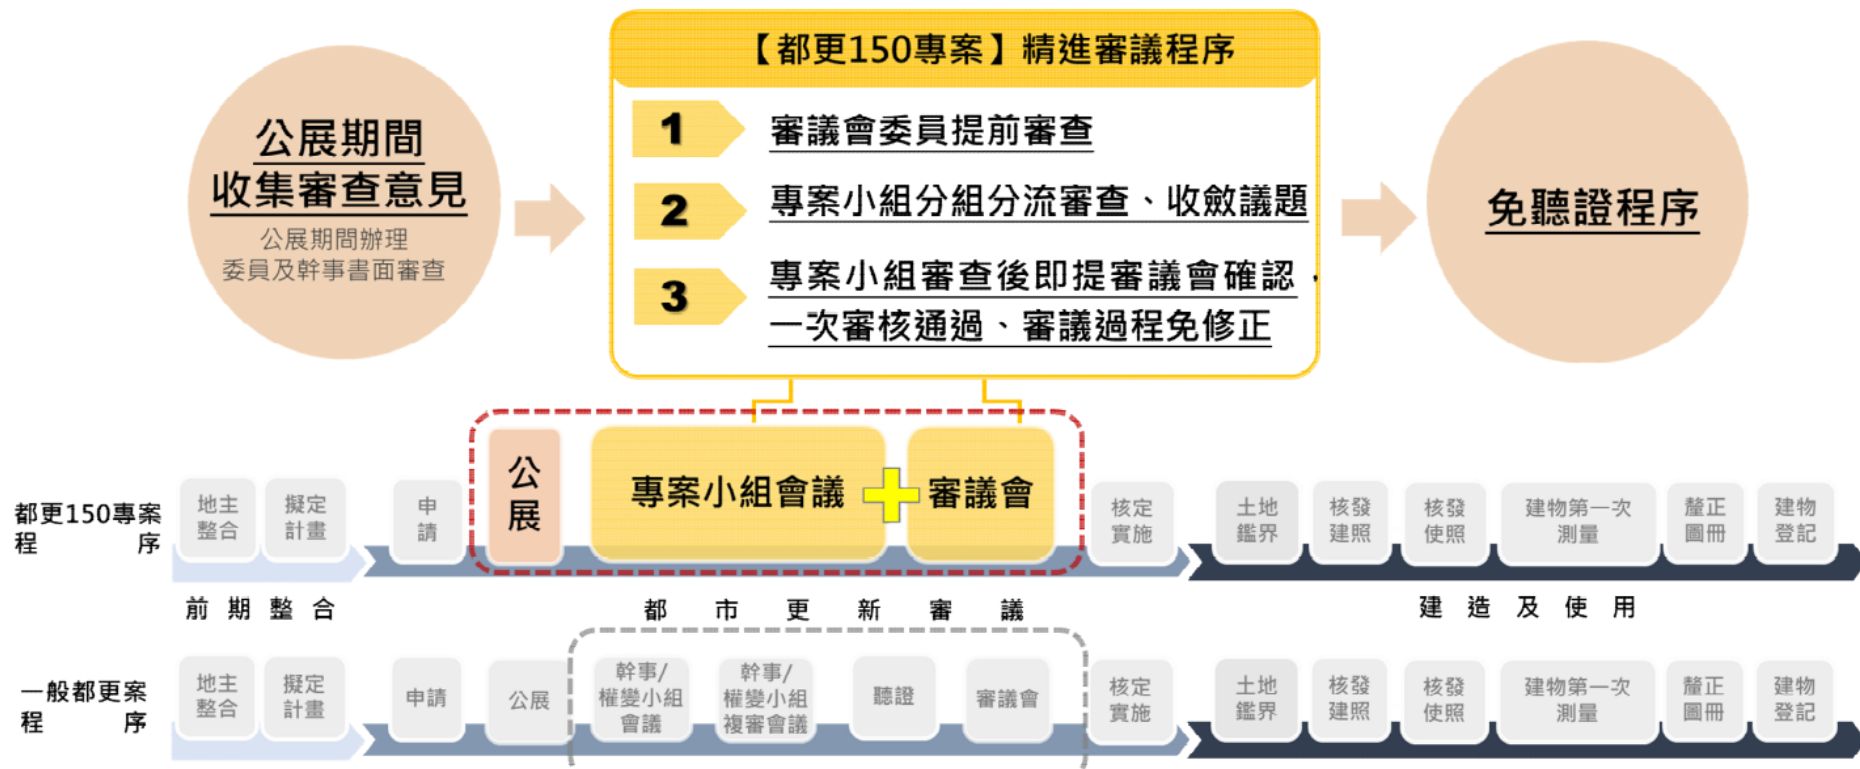 公展期間
收集審查意見
公展期間辦理
委員及幹事書面審查
【都更150專案】精進審議程序
1 審議會委員提前審查
2 專案小組分組分流審查、收斂議題
3 專案小組審查後即提審議會確認，
一次審核通過、審議過程免修正
免聽證程序
都更150專案
程序
地主
整合
擬定
計畫
申
請
公
展
專案小組會議
審議會
核定
實施
土地
鑑界
核發
建照
核發
使照
建物第一次
測量
釐正
圖冊
建物
登記
前期整合
都市更新審議
建造及使用
一般都更案
程序
地主
整合
擬定
計畫
申請
公展
幹事/
權變小組
會議
幹事/
權變小組
複審會議
聽證
審議會
核定
實施
土地
鑑界
核發
建照
核發
使照
建物第一次
測量
釐正
圖冊
建物
登記